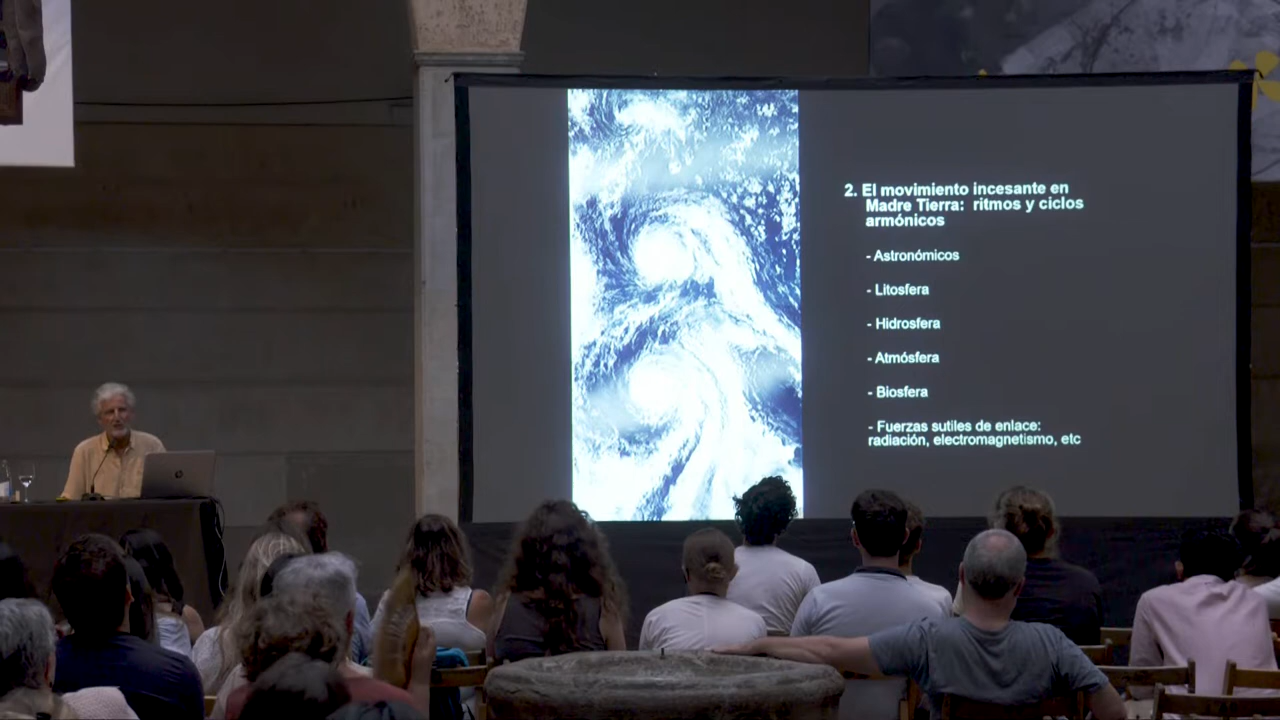 2. El movimiento incesante en
Madre Tierra: ritmos y ciclos
armónicos
- Astronómicos
- Litosfera
- Hidrosfera
- Atmósfera
- Biosfera
- Fuerzas sutiles de enlace:
radiación, electromagnetismo, etc